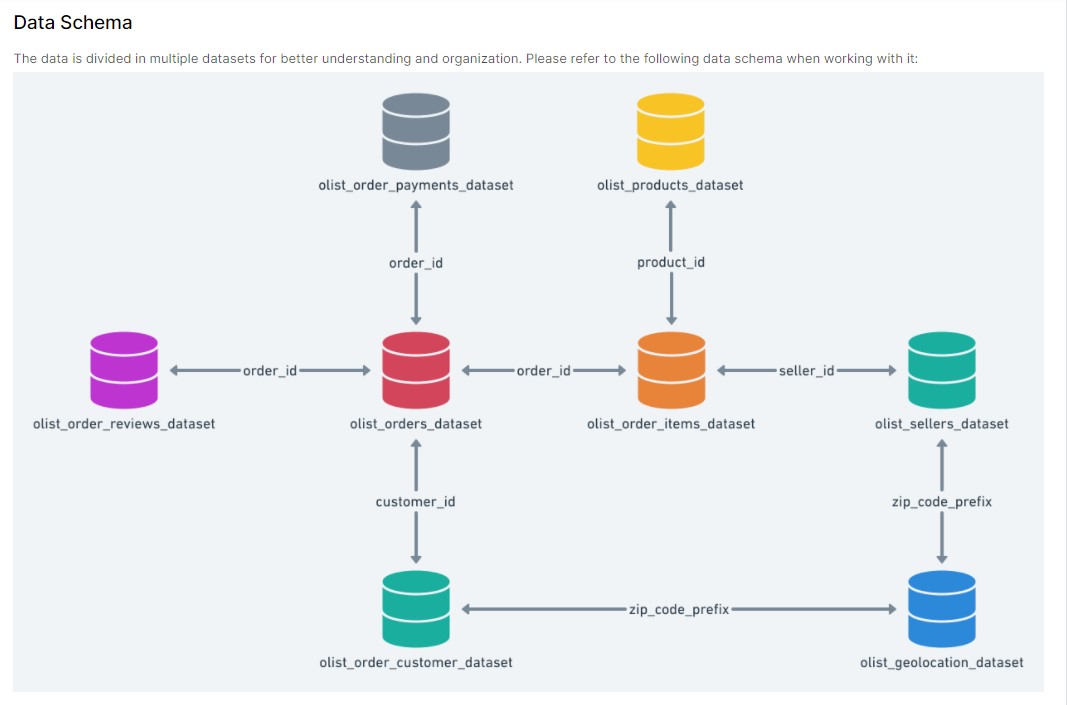 Data Schema
The data is divided in multiple datasets for better understanding and organization. Please refer to the following data schema when working with it:
olist_order_payments_dataset
olist_products_dataset
order_id
product_id
order_id
order_id
seller_id
olist_order_reviews_dataset
olist_orders_dataset
olist_order_items_dataset
olist_sellers_dataset
customer_id
zip_code_prefix
zip_code_prefix
olist_order_customer_dataset
olist_geolocation_dataset